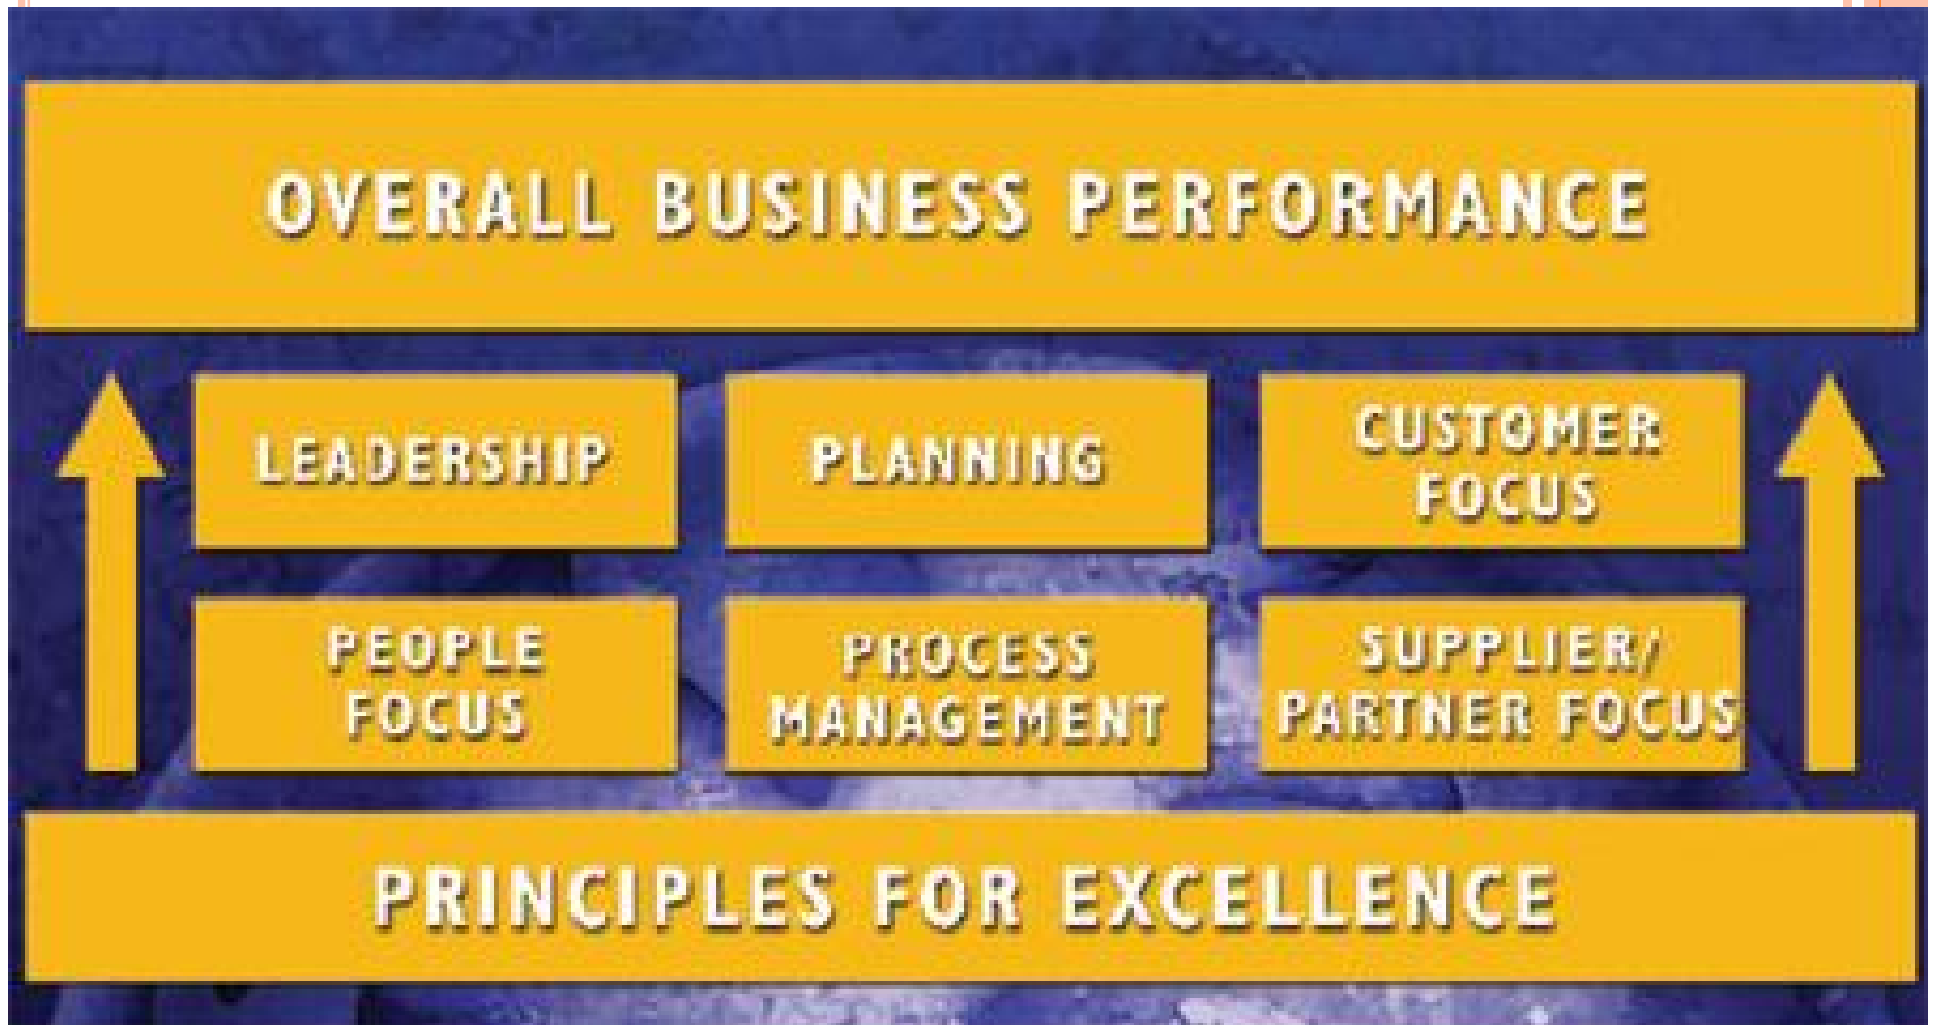 OVERALL BUSINESS PERFORMANCE
LEADERSHIP
PLANNING
CUSTOMER
FOCUS
PEOPLE
FOCUS
PROCESS
MANAGEMENT
SUPPLIER/
PARTNER FOCUS
PRINCIPLES FOR EXCELLENCE